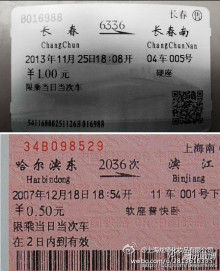 B016988
长春
长春 6336 长春南
ChangChun ChangChunNan
2013年11月25日18:08开 04车005号
¥1.00元 硬座
限乘当日当次车
34B098529
哈尔滨东 2036次 滨江
Harbindong Binjiang
2007年12月18日18:54开 11车001号下
¥0.50元 软座普快卧
限乘当日当次车
在2日内到有效